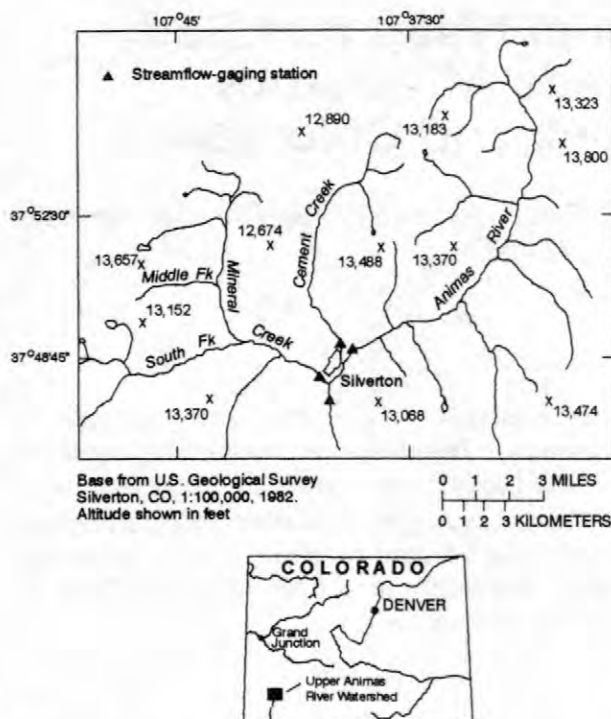 107°45'
107°37'30"
Streamflow-gaging station
12,890
13,183
13,323
13,800
37°52'30"
12,674
Cement Creek
13,488
13,370
Animas River
13,657
Middle Fk
Mineral Creek
13,152
37°48'45"
South Fk
Silverton
13,370
13,068
13,474
Base from U.S. Geological Survey
Silverton, CO, 1:100,000, 1982.
Altitude shown in feet
0 1 2 3 MILES
0 1 2 3 KILOMETERS
COLORADO
DENVER
Grand
Junction
Upper Animas
River Watershed